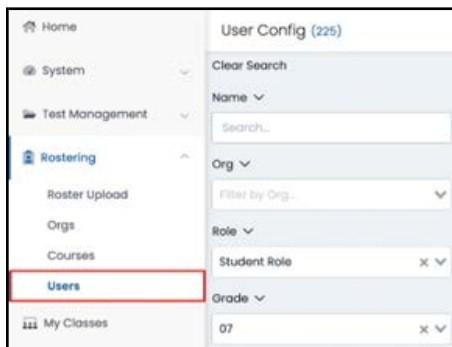 Home
System
Test Management
Rostering
Roster Upload
Orgs
Courses
Users
My Classes
User Config (225)
Clear Search
Name
Search...
Org
Filter by Org...
Role
Student Role
Grade
07